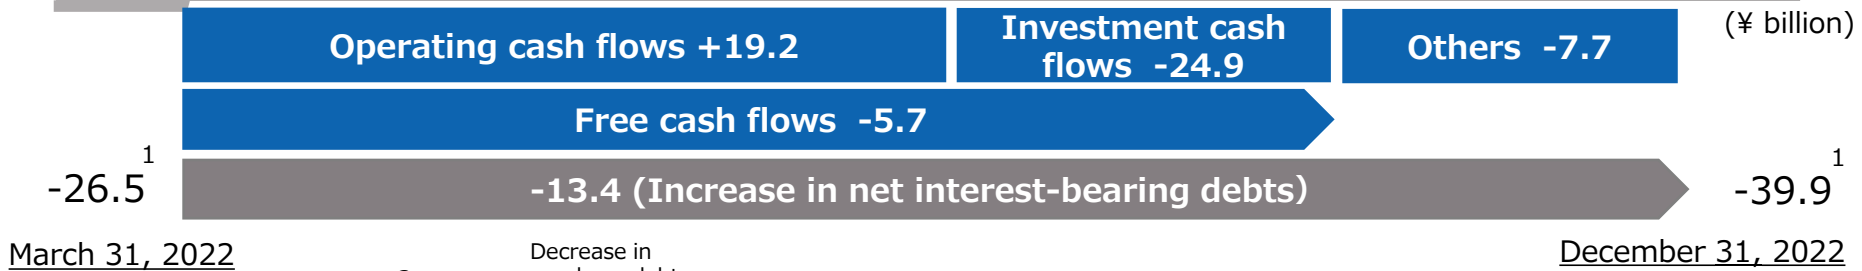 (¥ billion)
Operating cash flows +19.2
Investment cash
flows -24.9
Others -7.7
Free cash flows -5.7
-26.5 1
-13.4 (Increase in net interest-bearing debts)
-39.9 1
March 31, 2022
Decrease in
December 31, 2022